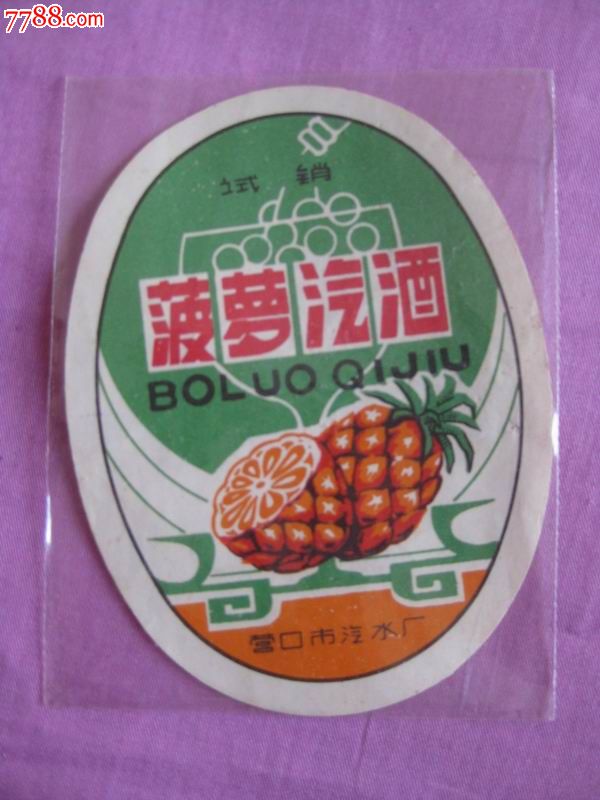 7788.com
试销
菠萝汽酒
BOLUO QIJIU
营口市汽水厂